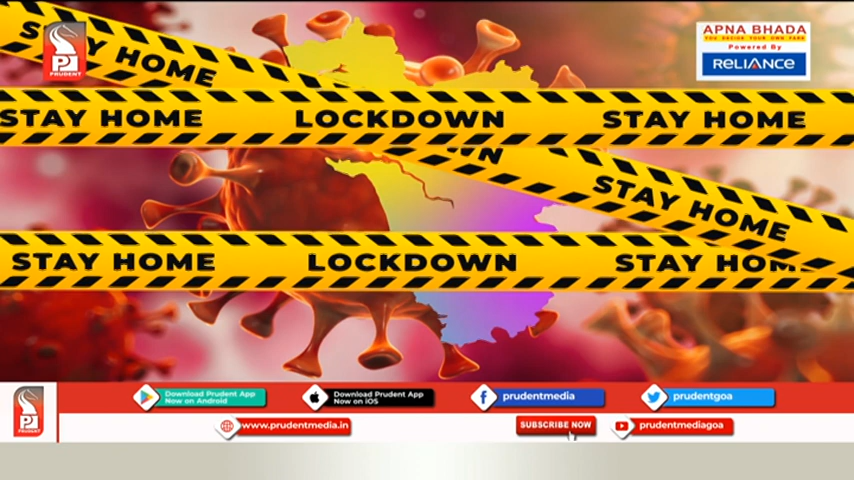 PRUDENT
STAY HOME
APNA BHADA
Powered By
RELIANCE
STAY HOME LOCKDOWN STAY HOME
STAY HOME
STAY HOME LOCKDOWN STAY HOME
PRUDENT
Download Prudent App
Now on Android
Download Prudent App
Now on iOS
prudentmedia
prudentgoa
www.prudentmedia.in
SUBSCRIBE NOW
prudentmediagoa